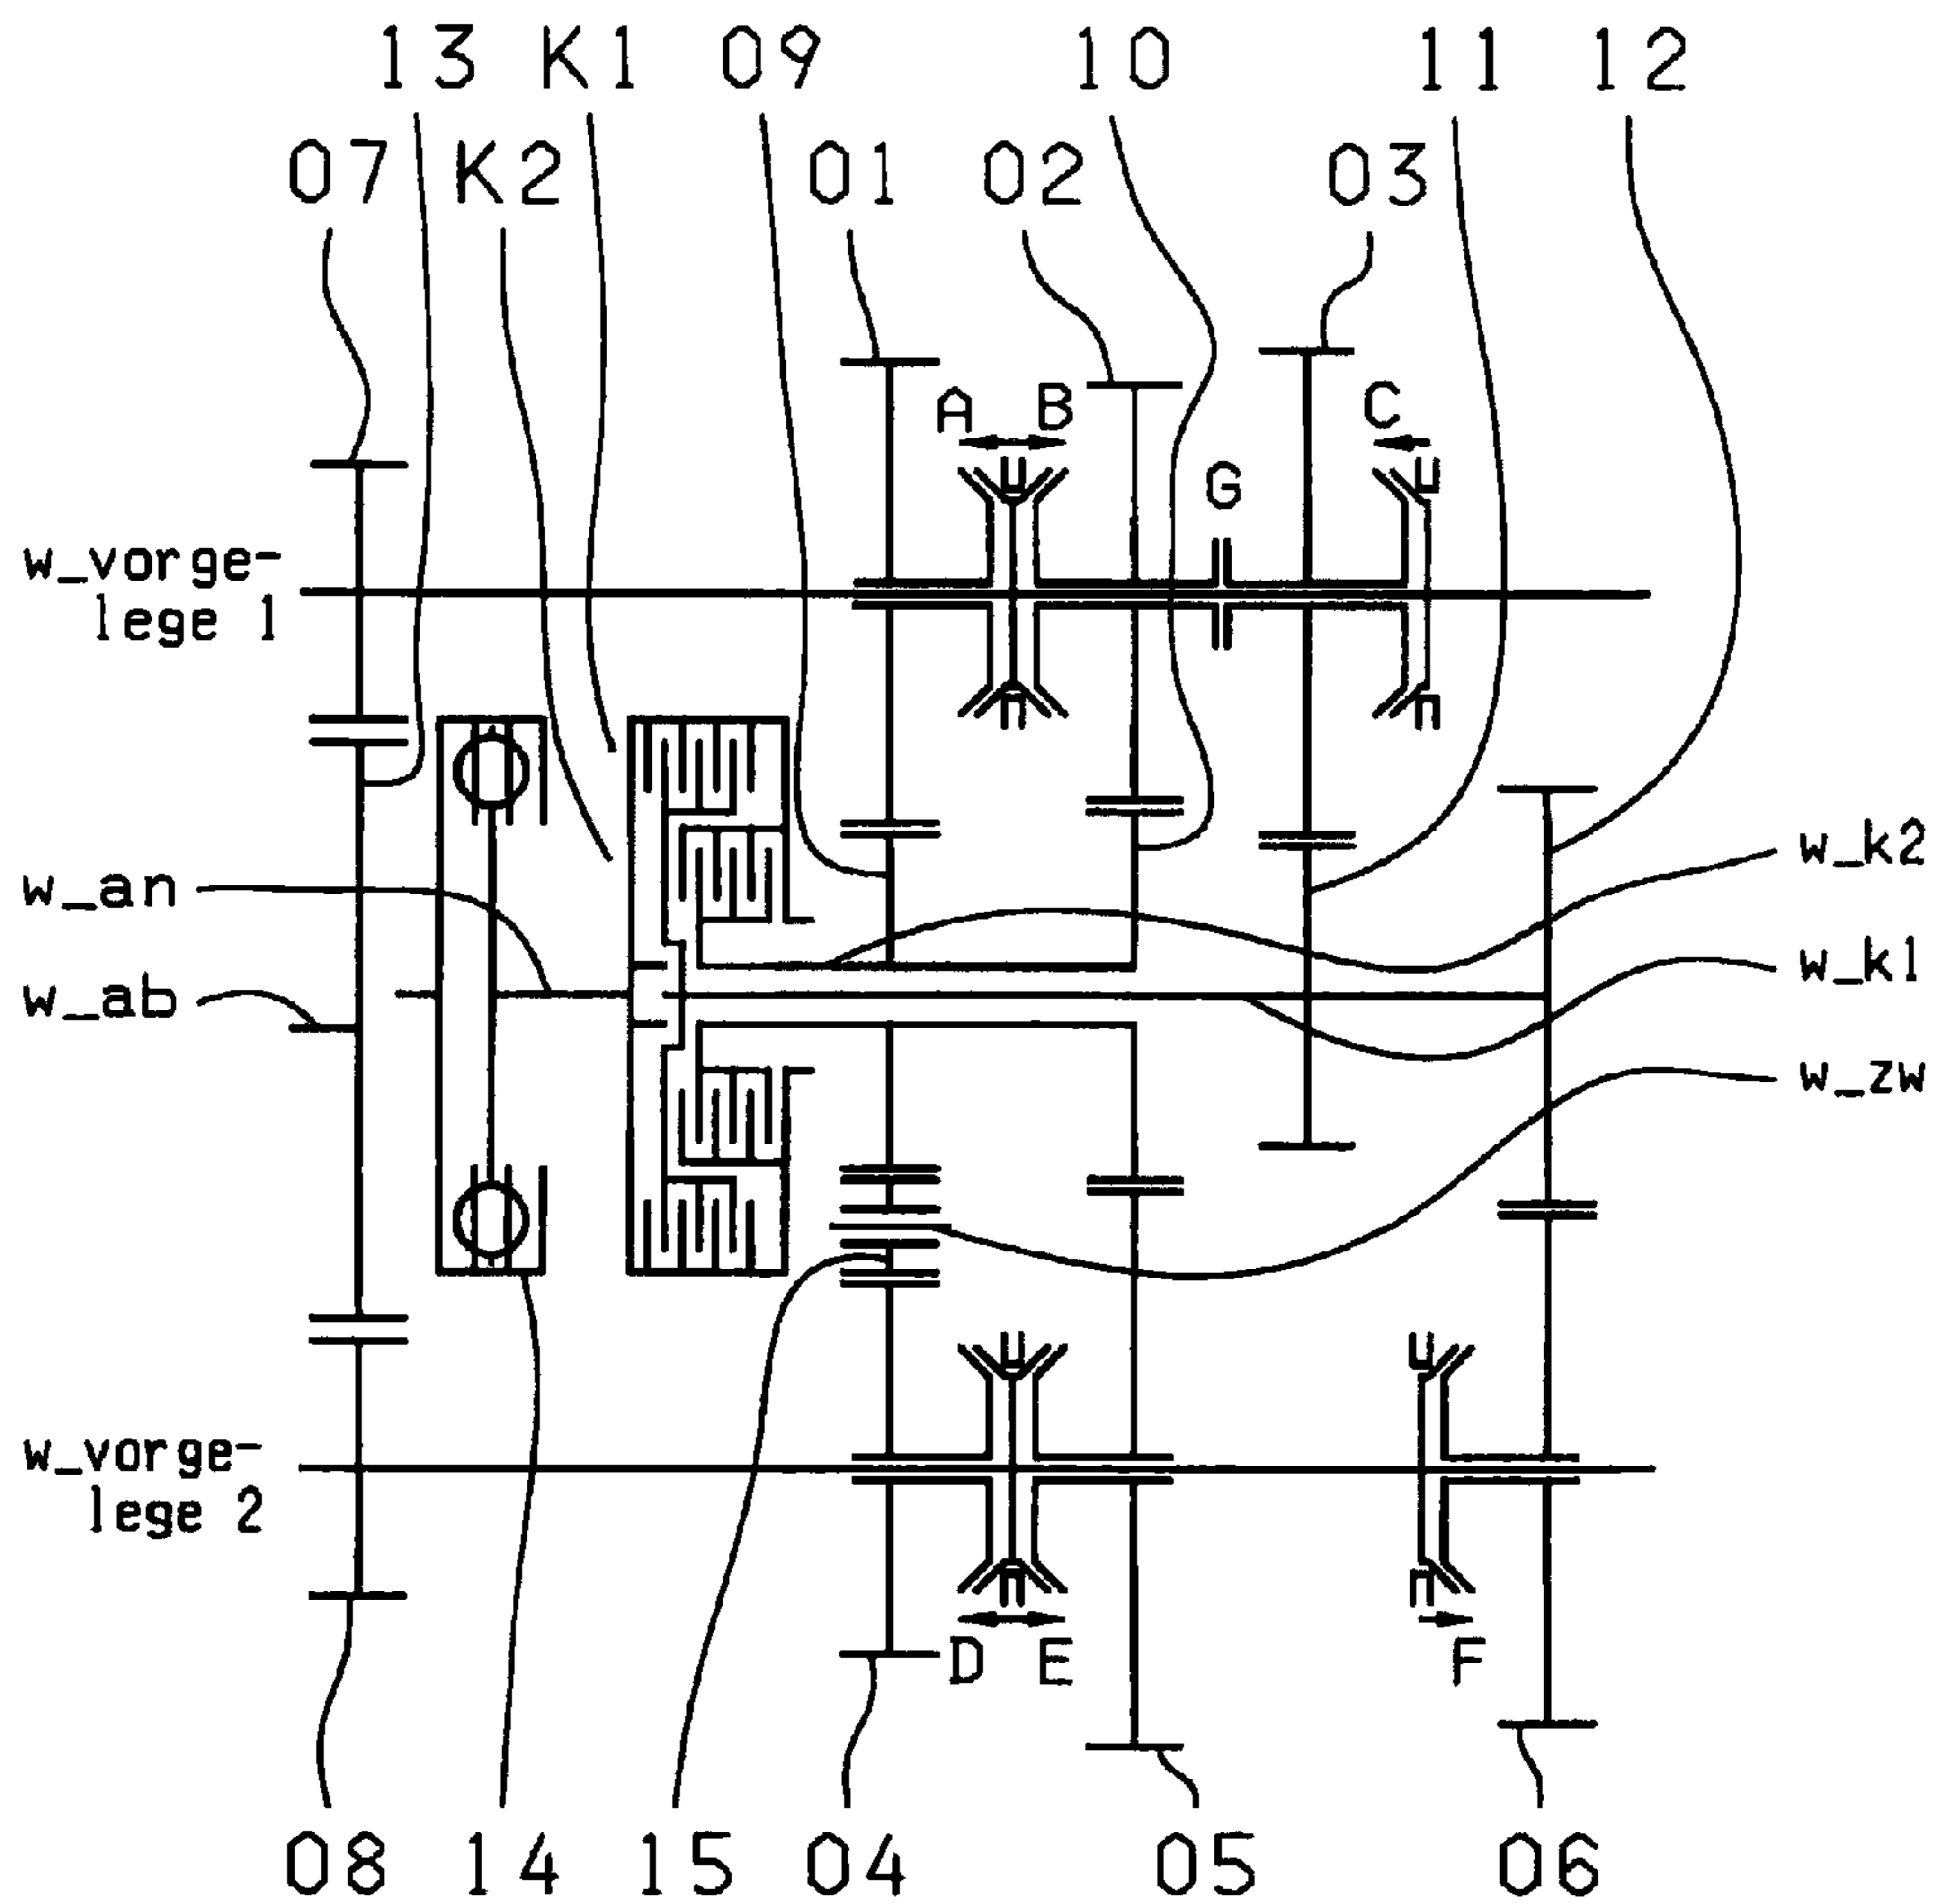 13 K1 09 10 11 12
07 K2 01 02 03
A B C
G
w_vorge-
lege 1
w_k2
w_an
w_k1
w_ab
w_zw
w_vorge-
lege 2
D E F
08 14 15 04 05 06